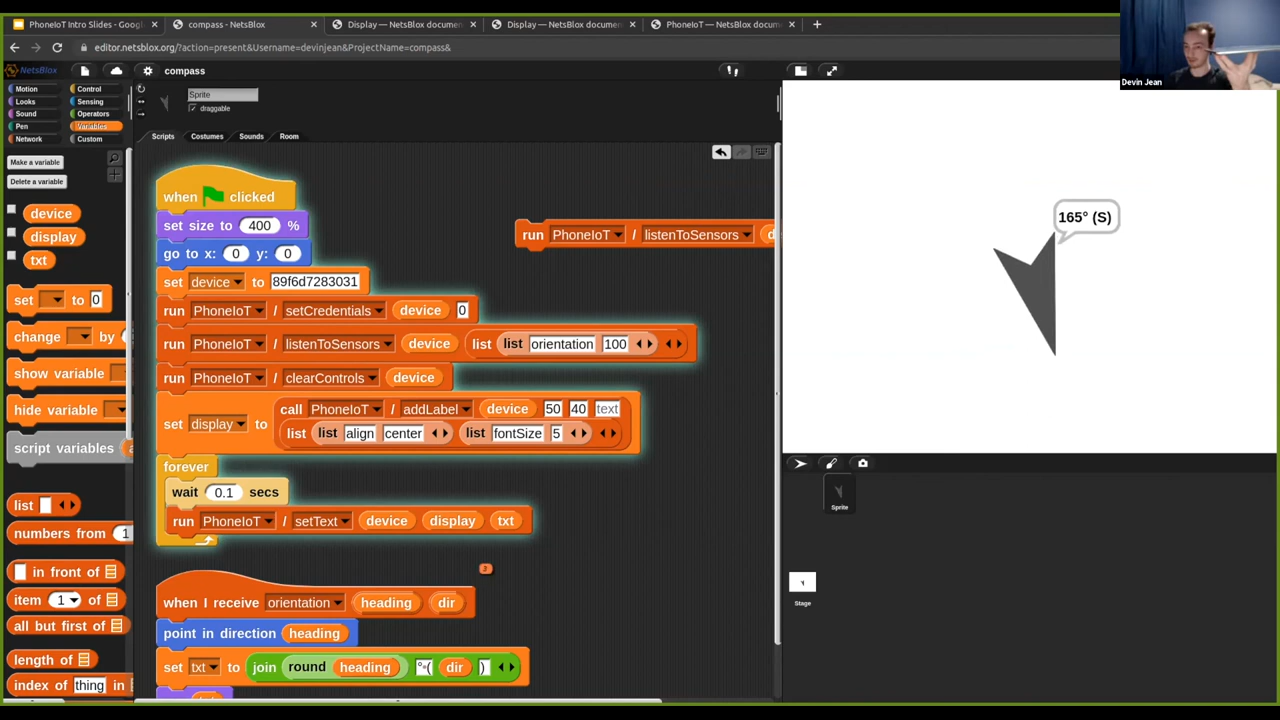 PhoneIoT Intro Slides - Googl
compass - NetsBlox
Display — NetsBlox documen
Display — NetsBlox documen
PhoneIoT — NetsBlox docum
editor.netsblox.org/?action=present&Username=devinjean&ProjectName=compass&
Devin Jean
NetsBlox
compass
Motion Control
Looks Sensing
Sound Operators
Pen Variables
Network Custom
Sprite
draggable
Scripts Costumes Sounds Room
Make a variable
Delete a variable
device
display
txt
set to 0
change by
show variable
hide variable
script variables
list
numbers from 1
in front of
item 1 of
all but first of
length of
index of thing in
when clicked
set size to 400 %
go to x: 0 y: 0
set device to 89f6d7283031
run PhoneIoT / setCredentials device 0
run PhoneIoT / listenToSensors device list list orientation 100
run PhoneIoT / clearControls device
set display to call PhoneIoT / addLabel device 50 40 text
list list align center list fontSize 5
forever
wait 0.1 secs
run PhoneIoT / setText device display txt
run PhoneIoT / listenToSensors
when I receive orientation heading dir
point in direction heading
set txt to join round heading °·( dir )
165° (S)
Sprite
Stage